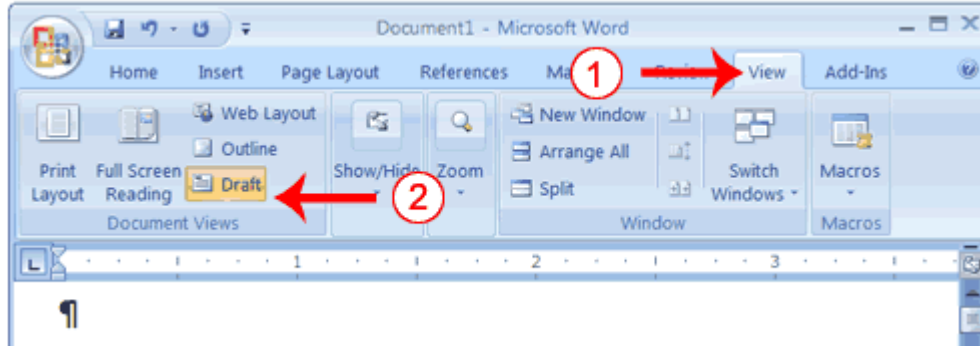 Document1 - Microsoft Word
Home Insert Page Layout References Ma 1 Review View Add-Ins
Web Layout New Window
Outline Arrange All
Print Layout Full Screen Reading Draft Show/Hide Zoom Split Switch Windows Macros
2
Document Views Window Macros
L 1 2 3
¶